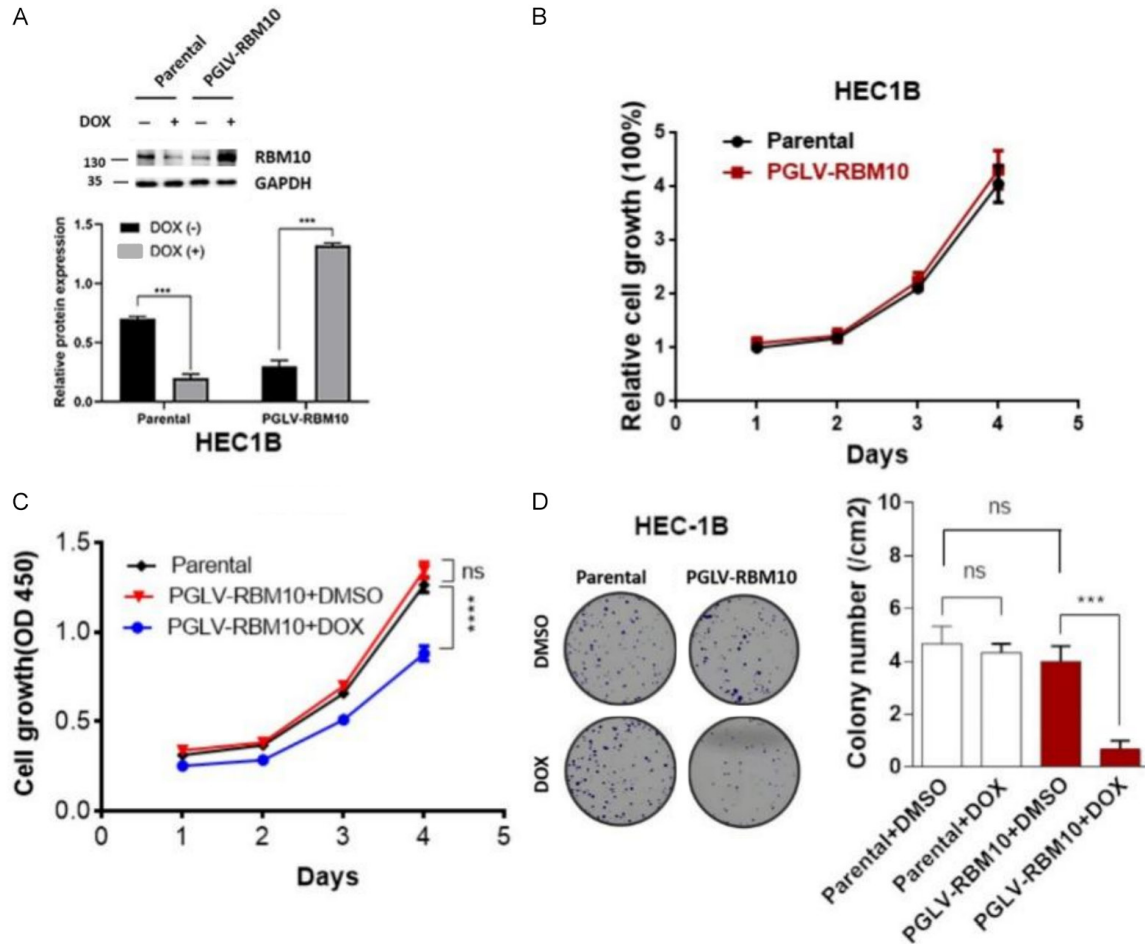 A
Parental
PGLV-RBM10
DOX
— + — +
130
RBM10
35
GAPDH
Relative protein expression
1.5
1.0
0.5
0.0
DOX (-)
DOX (+)
***
***
Parental
PGLV-RBM10
HEC1B
B
HEC1B
Parental
PGLV-RBM10
Relative cell growth (100%)
5
4
3
2
1
0
0 1 2 3 4 5
Days
C
Parental
PGLV-RBM10+DMSO
PGLV-RBM10+DOX
ns
****
Cell growth(OD 450)
1.5
1.0
0.5
0.0
0 1 2 3 4 5
Days
D
HEC-1B
Parental
PGLV-RBM10
DMSO
DOX
Colony number (/cm2)
10
8
6
4
2
0
ns
ns
***
Parental+DMSO
Parental+DOX
PGLV-RBM10+DMSO
PGLV-RBM10+DOX